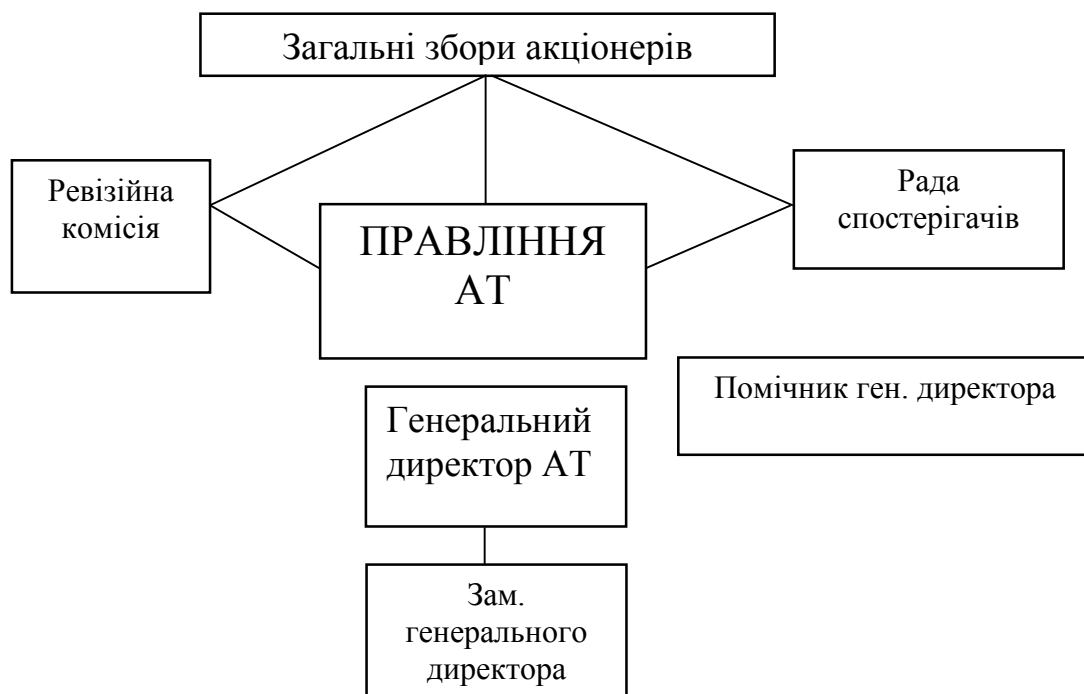 Загальні збори акціонерів
Ревізійна
комісія
ПРАВЛІННЯ
АТ
Рада
спостерігачів
Помічник ген. директора
Генеральний
директор АТ
Зам.
генерального
директора